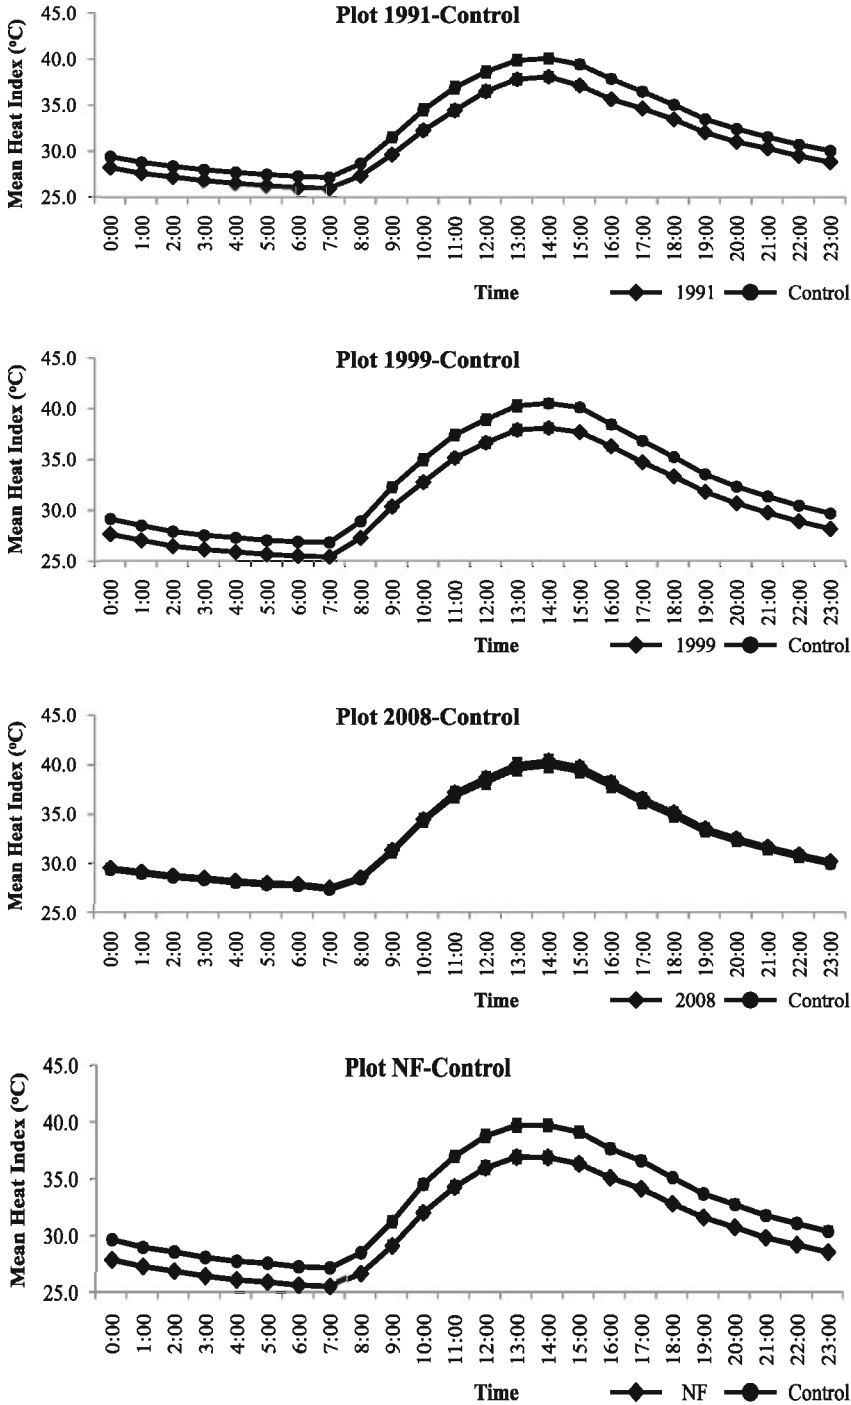 Plot 1991-Control
Mean Heat Index (°C)
45.0
40.0
35.0
30.0
25.0
0:00 1:00 2:00 3:00 4:00 5:00 6:00 7:00 8:00 9:00 10:00 11:00 12:00 13:00 14:00 15:00 16:00 17:00 18:00 19:00 20:00 21:00 22:00 23:00
Time 1991 Control
Plot 1999-Control
Mean Heat Index (°C)
45.0
40.0
35.0
30.0
25.0
0:00 1:00 2:00 3:00 4:00 5:00 6:00 7:00 8:00 9:00 10:00 11:00 12:00 13:00 14:00 15:00 16:00 17:00 18:00 19:00 20:00 21:00 22:00 23:00
Time 1999 Control
Plot 2008-Control
Mean Heat Index (°C)
45.0
40.0
35.0
30.0
25.0
0:00 1:00 2:00 3:00 4:00 5:00 6:00 7:00 8:00 9:00 10:00 11:00 12:00 13:00 14:00 15:00 16:00 17:00 18:00 19:00 20:00 21:00 22:00 23:00
Time 2008 Control
Plot NF-Control
Mean Heat Index (°C)
45.0
40.0
35.0
30.0
25.0
0:00 1:00 2:00 3:00 4:00 5:00 6:00 7:00 8:00 9:00 10:00 11:00 12:00 13:00 14:00 15:00 16:00 17:00 18:00 19:00 20:00 21:00 22:00 23:00
Time NF Control